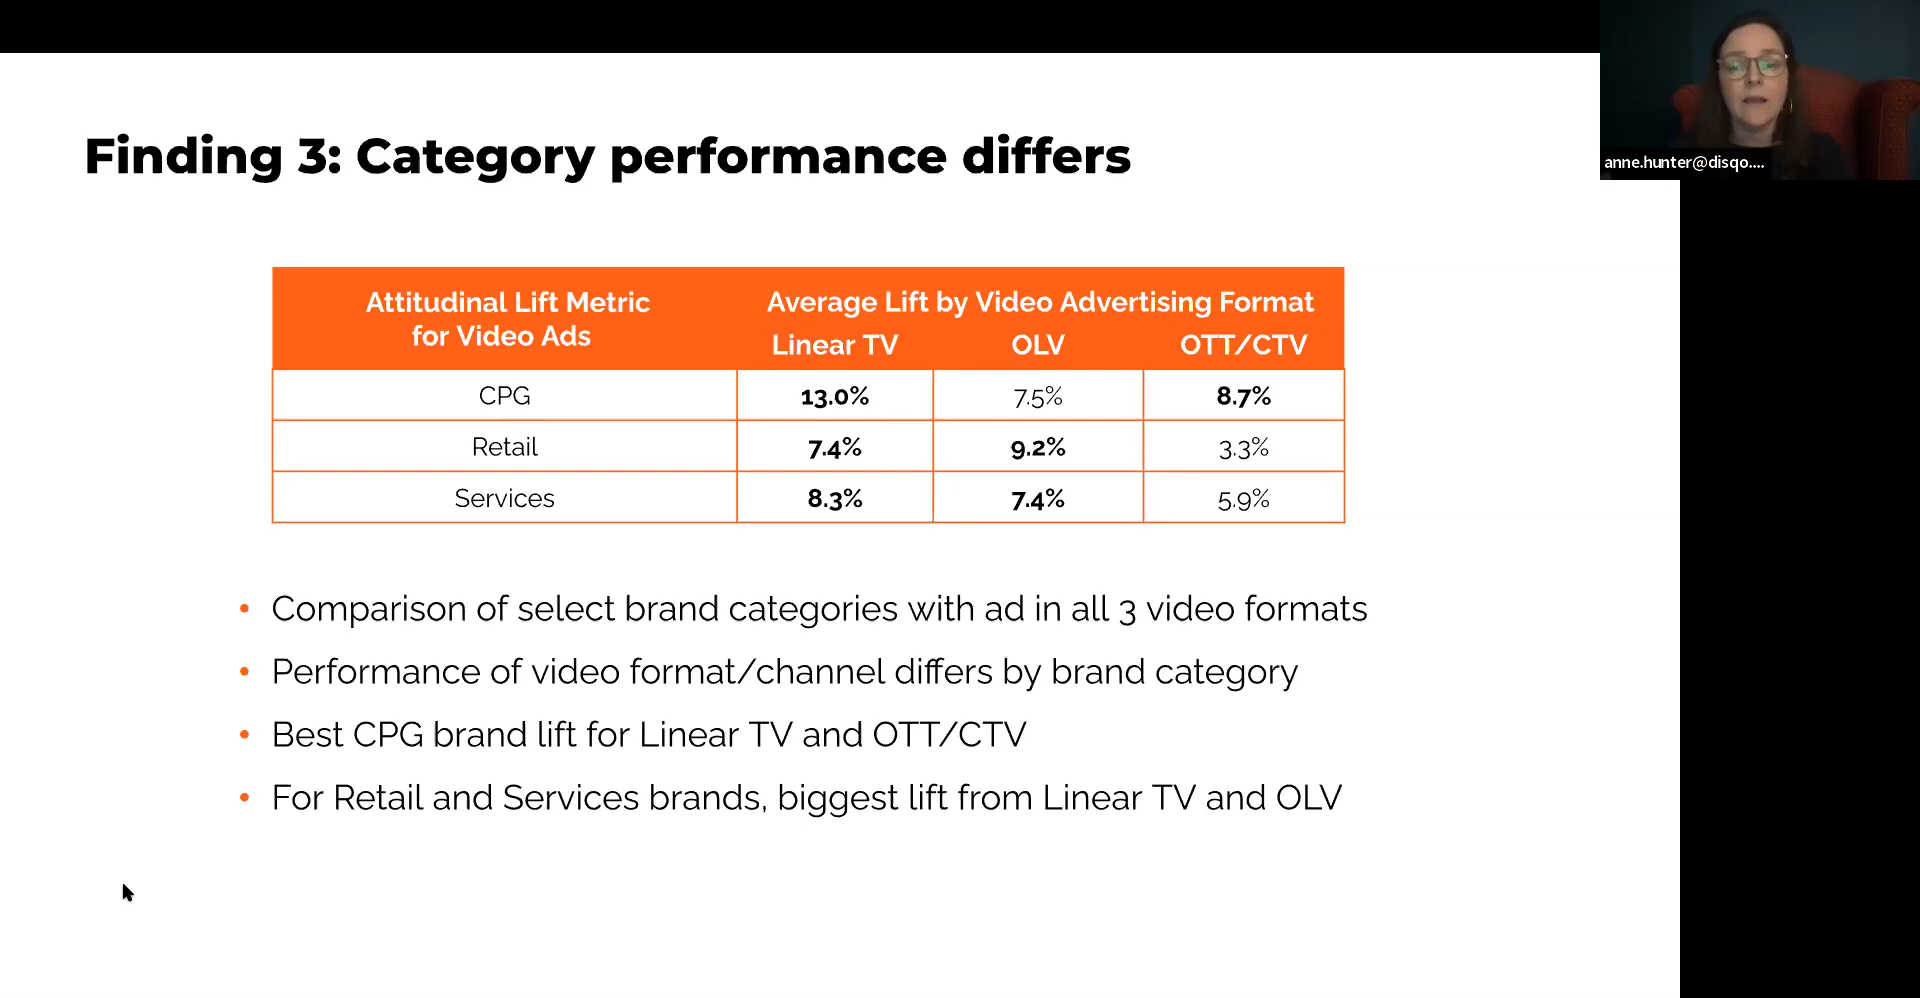 anne.hunter@disqo....
Finding 3: Category performance differs
Attitudinal Lift Metric
for Video Ads
Average Lift by Video Advertising Format
Linear TV OLV OTT/CTV
CPG 13.0% 7.5% 8.7%
Retail 7.4% 9.2% 3.3%
Services 8.3% 7.4% 5.9%
• Comparison of select brand categories with ad in all 3 video formats
• Performance of video format/channel differs by brand category
• Best CPG brand lift for Linear TV and OTT/CTV
• For Retail and Services brands, biggest lift from Linear TV and OLV